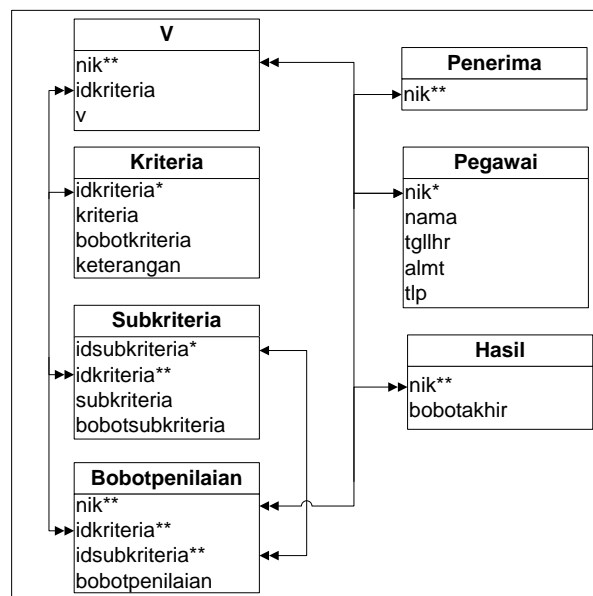 V
nik**
idkriteria
v
Kriteria
idkriteria*
kriteria
bobotkriteria
keterangan
Subkriteria
idsubkriteria*
idkriteria**
subkriteria
bobotsubkriteria
Bobotpenilaian
nik**
idkriteria**
idsubkriteria**
bobotpenilaian
Penerima
nik**
Pegawai
nik*
nama
tgllhr
almt
tlp
Hasil
nik**
bobotakhir